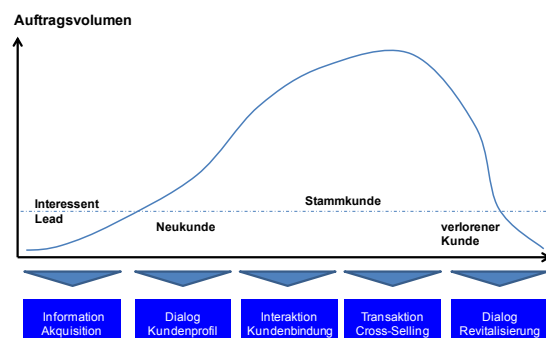 Auftragsvolumen
Interessent
Lead
Neukunde
Stammkunde
verlorener
Kunde
Information
Akquisition
Dialog
Kundenprofil
Interaktion
Kundenbindung
Transaktion
Cross-Selling
Dialog
Revitalisierung